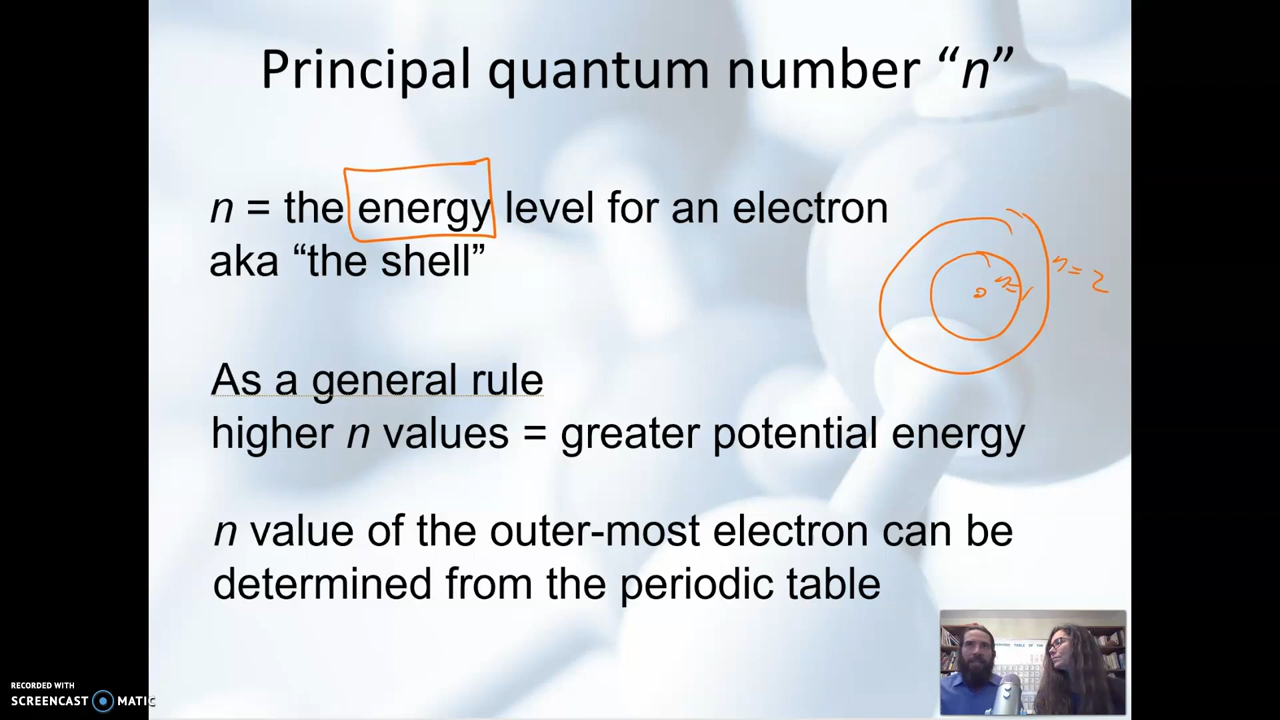 Principal quantum number “n”
n = the energy level for an electron
aka “the shell”
n=1
n=2
As a general rule
higher n values = greater potential energy
n value of the outer-most electron can be
determined from the periodic table
RECORDED WITH
SCREENCAST MATIC